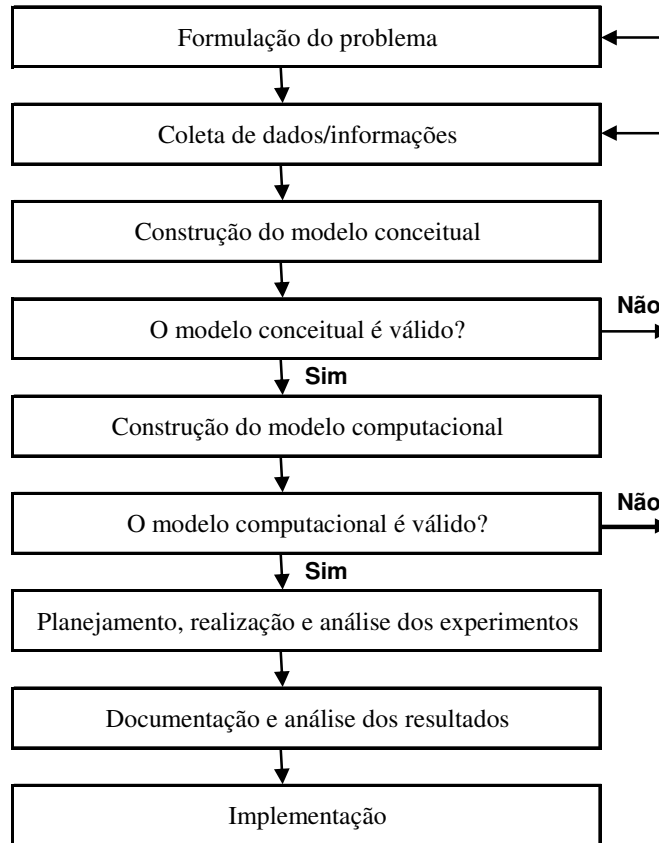 Formulação do problema
Coleta de dados/informações
Construção do modelo conceitual
Não
O modelo conceitual é válido?
Sim
Construção do modelo computacional
Não
O modelo computacional é válido?
Sim
Planejamento, realização e análise dos experimentos
Documentação e análise dos resultados
Implementação